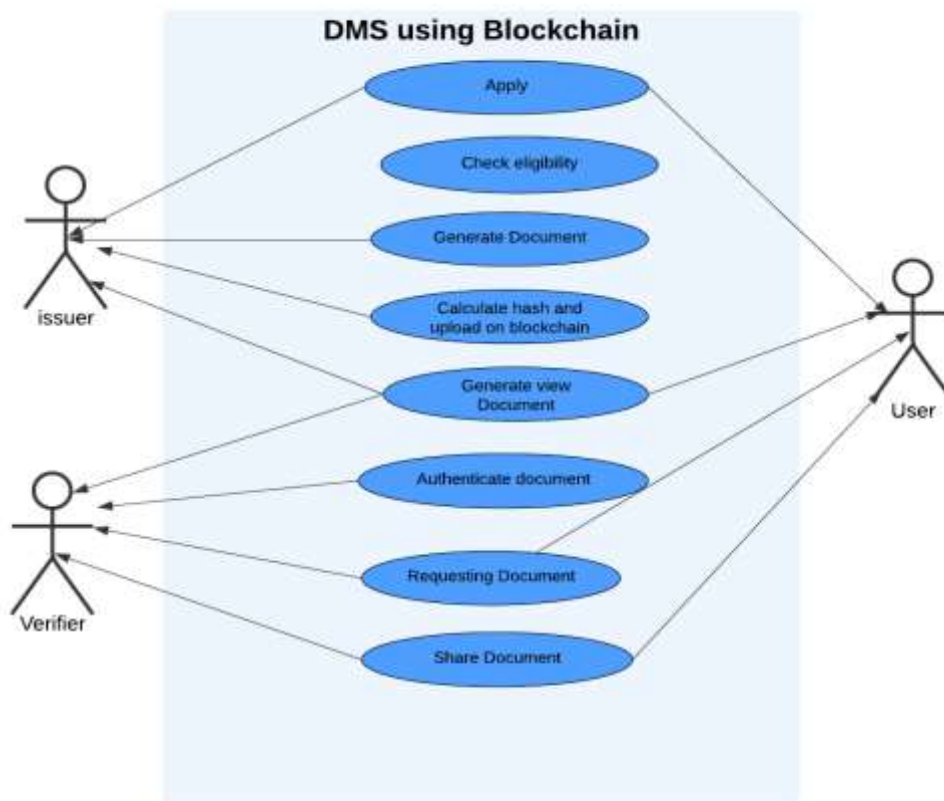 DMS using Blockchain
Apply
Check eligibility
Generate Document
issuer
Calculate hash and
upload on blockchain
Generate view
Document
User
Authenticate document
Requesting Document
Verifier
Share Document